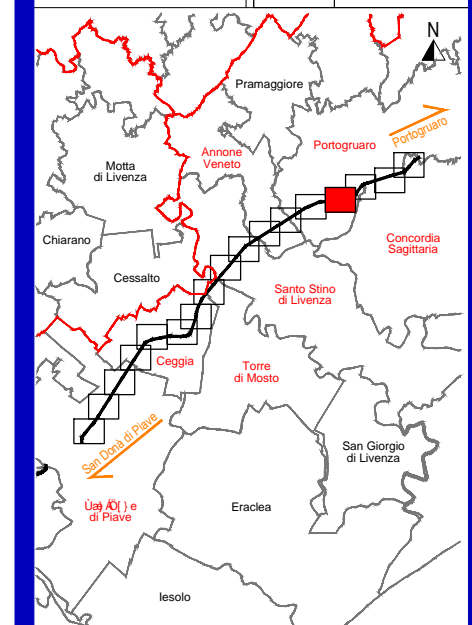 N
Pramaggiore
Portogruaro
Portogruaro
Annone
Veneto
Motta
di Livenza
Chiarano
Concordia
Sagittaria
Cessalto
Santo Stino
di Livenza
Ceggia
Torre
di Mosto
San Donà di Piave
San Giorgio
di Livenza
di Piave
Eraclea
Iesolo